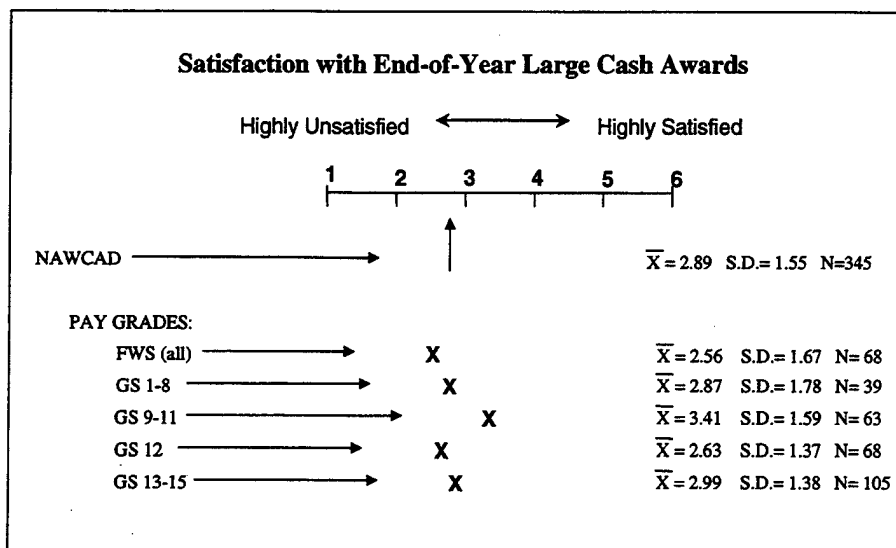 Satisfaction with End-of-Year Large Cash Awards
Highly Unsatisfied Highly Satisfied
1 2 3 4 5 6
NAWCAD X̅ = 2.89 S.D.= 1.55 N=345
PAY GRADES:
FWS (all) X X̅ = 2.56 S.D.= 1.67 N= 68
GS 1-8 X X̅ = 2.87 S.D.= 1.78 N= 39
GS 9-11 X X̅ = 3.41 S.D.= 1.59 N= 63
GS 12 X X̅ = 2.63 S.D.= 1.37 N= 68
GS 13-15 X X̅ = 2.99 S.D.= 1.38 N= 105